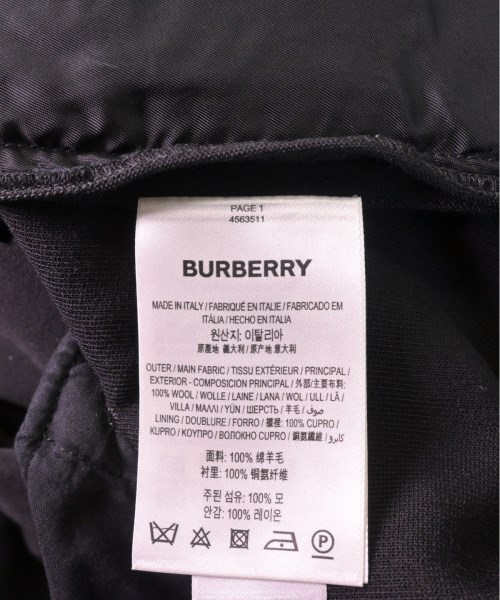 PAGE 1
4563511
BURBERRY
MADE IN ITALY / FABRIQUÉ EN ITALIE / FABRICADO EM
ITÁLIA / HECHO EN ITALIA
원산지: 이탈리아
原產地 義大利 / 原产地 意大利
OUTER / MAIN FABRIC / TISSU EXTÉRIEUR / PRINCIPAL /
EXTERIOR - COMPOSICIÓN PRINCIPAL / 外部/主要布料:
100% WOOL / WOLLE / LAINE / LANA / WOL / ULL / LÃ /
VILLA / ΜΑΛΛΙ / YÜN / ШЕРСТЬ / 羊毛 / صوف
LINING / DOUBLURE / FORRO / 襯裡: 100% CUPRO /
KUPRO / ΚΟΥΠΡΟ / ВОЛОКНО CUPRO / 銅氨纖維 / كابرو
面料: 100% 绵羊毛
衬里: 100% 铜氨纤维
주된 섬유: 100% 모
안감: 100% 레이온
P